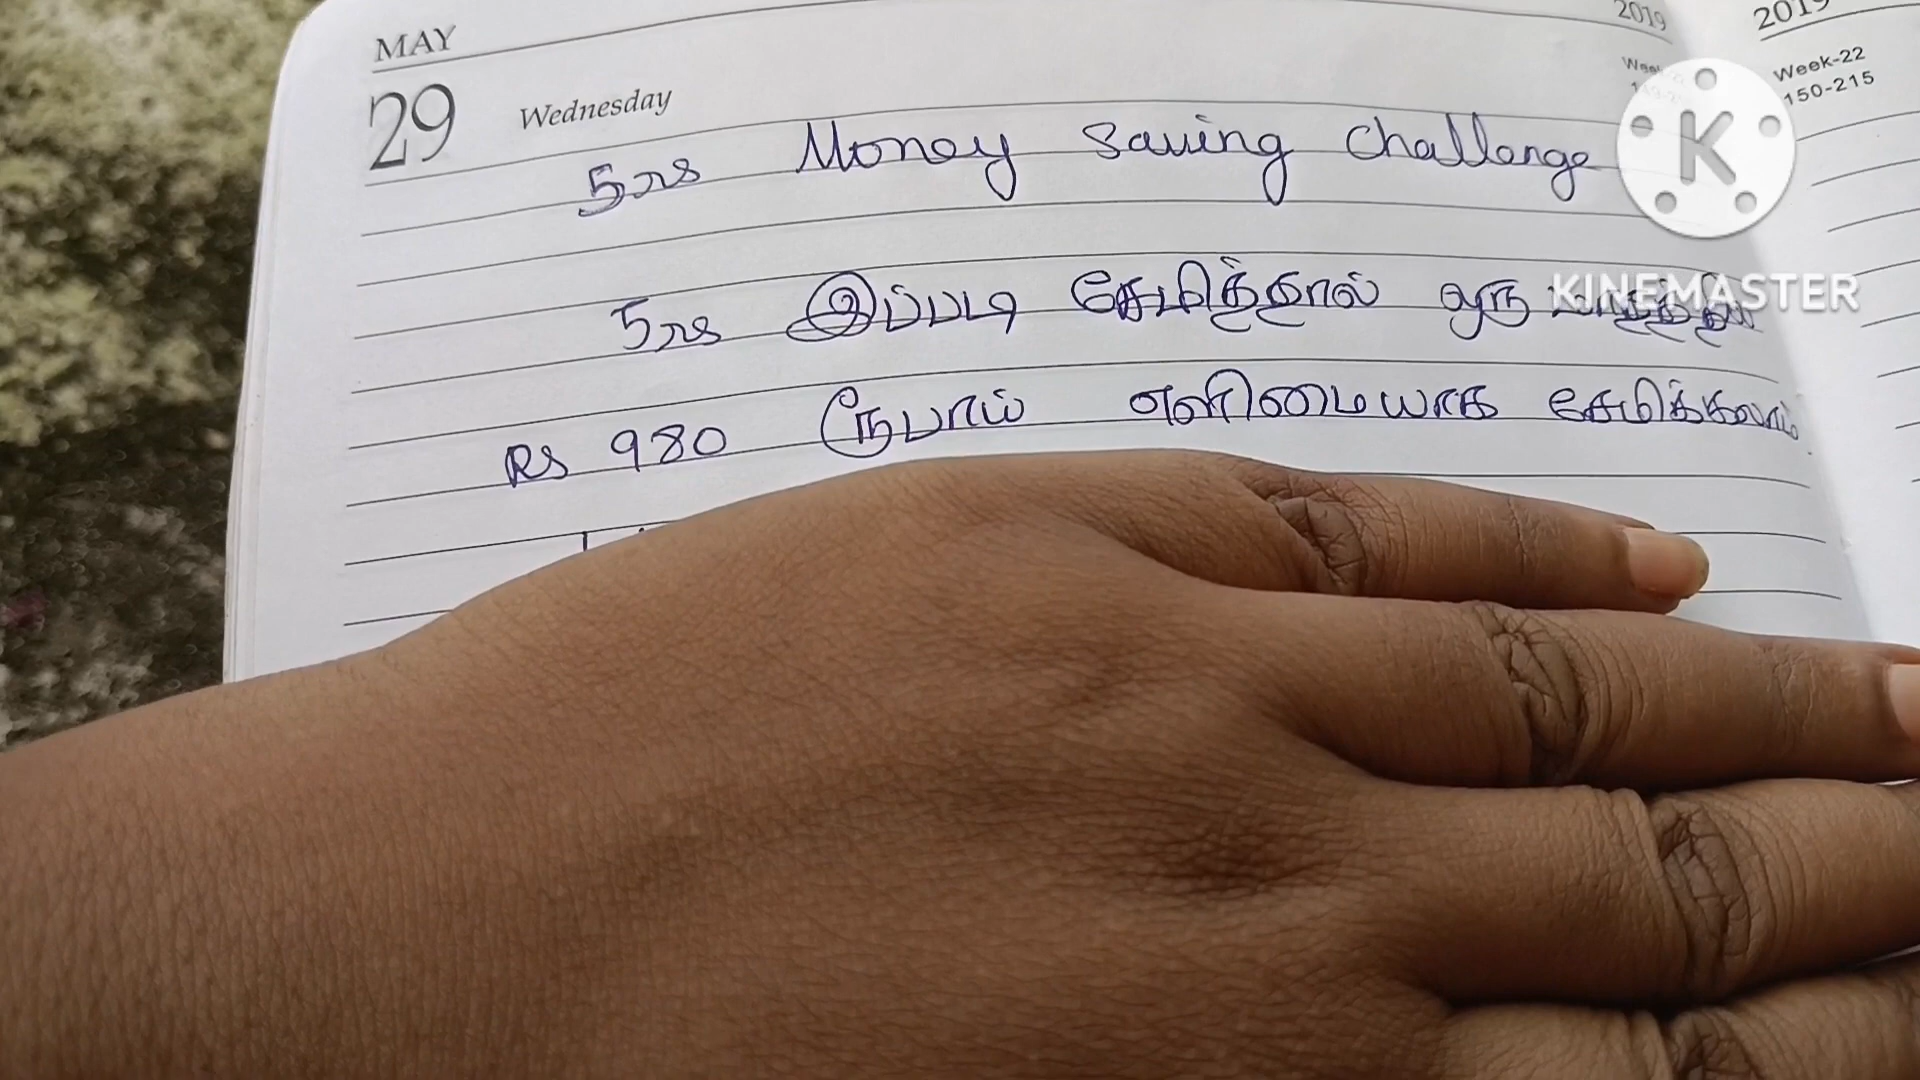 MAY
29 Wednesday
2019
2019
Week-22
150-215
5rs Money Saving Challenge
5rs இப்படி சேமித்தால் ஒரு மாதத்தில்
Rs 980 ரூபாய் எளிமையாக சேமிக்கலாம்
K
KINEMASTER